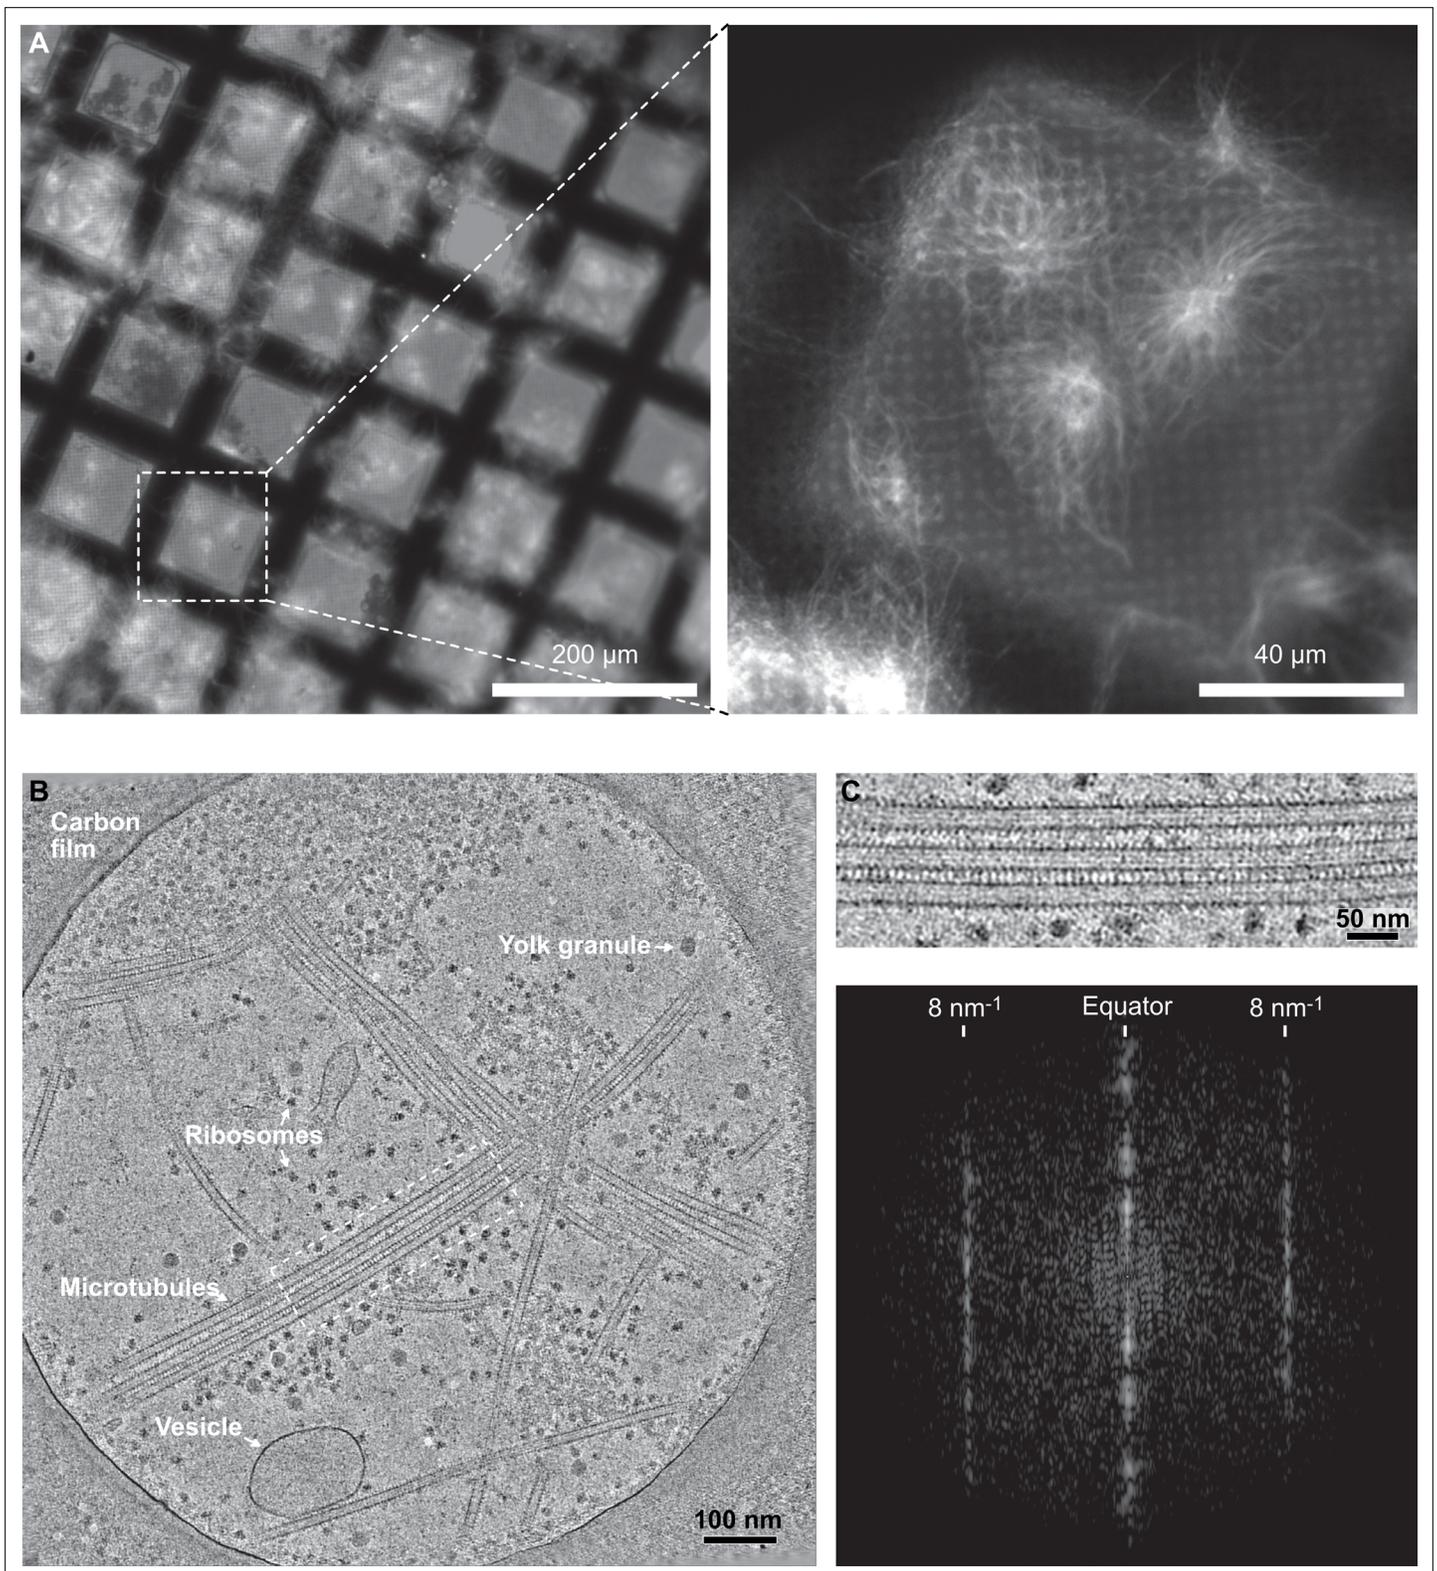 A
200 µm
40 µm
B
Carbon
film
Yolk granule
Ribosomes
Microtubules
Vesicle
100 nm
C
50 nm
8 nm-1
Equator
8 nm-1